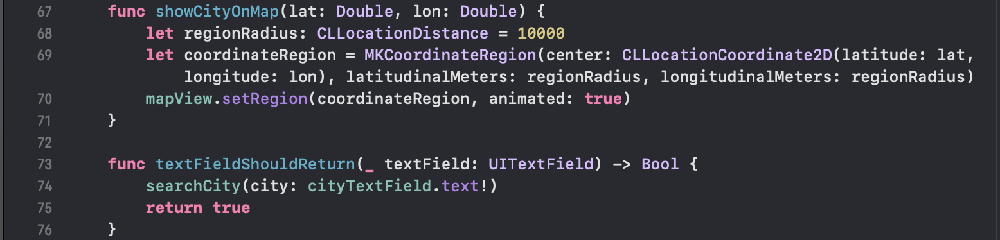 67 func showCityOnMap(lat: Double, lon: Double) {
68 let regionRadius: CLLocationDistance = 10000
69 let coordinateRegion = MKCoordinateRegion(center: CLLocationCoordinate2D(latitude: lat,
longitude: lon), latitudinalMeters: regionRadius, longitudinalMeters: regionRadius)
70 mapView.setRegion(coordinateRegion, animated: true)
71 }
72
73 func textFieldShouldReturn(_ textField: UITextField) -> Bool {
74 searchCity(city: cityTextField.text!)
75 return true
76 }